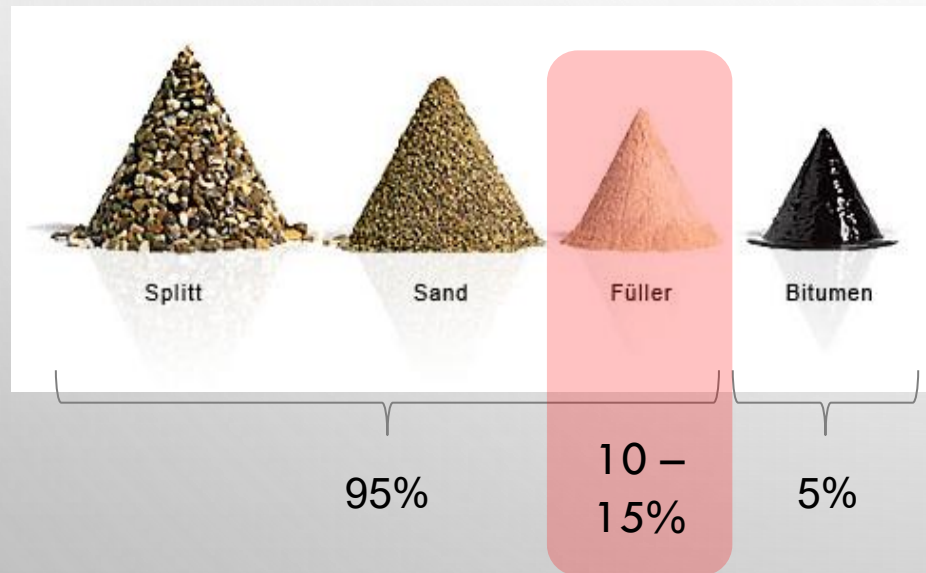 Splitt
Sand
Füller
Bitumen
95%
10 –
15%
5%